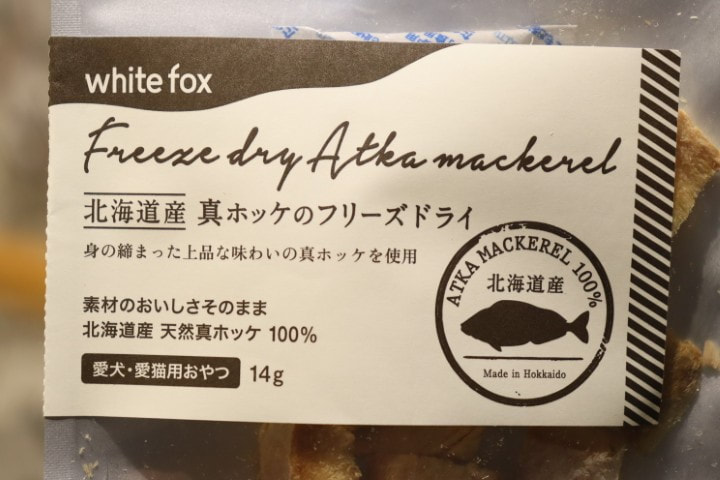 white fox
Freeze dry Atka mackerel
北海道産 真ホッケのフリーズドライ
身の締まった上品な味わいの真ホッケを使用
素材のおいしさそのまま
北海道産 天然真ホッケ 100%
愛犬・愛猫用おやつ 14g
ATKA MACKEREL 100%
北海道産
Made in Hokkaido